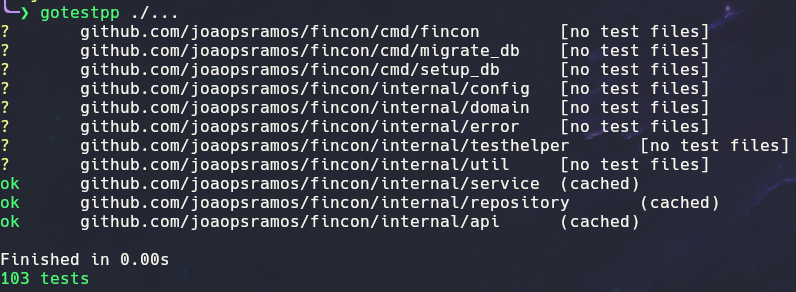 ❯ gotestpp ./...
?       github.com/joaopsramos/fincon/cmd/fincon        [no test files]
?       github.com/joaopsramos/fincon/cmd/migrate_db    [no test files]
?       github.com/joaopsramos/fincon/cmd/setup_db      [no test files]
?       github.com/joaopsramos/fincon/internal/config   [no test files]
?       github.com/joaopsramos/fincon/internal/domain   [no test files]
?       github.com/joaopsramos/fincon/internal/error    [no test files]
?       github.com/joaopsramos/fincon/internal/testhelper       [no test files]
?       github.com/joaopsramos/fincon/internal/util     [no test files]
ok      github.com/joaopsramos/fincon/internal/service  (cached)
ok      github.com/joaopsramos/fincon/internal/repository       (cached)
ok      github.com/joaopsramos/fincon/internal/api      (cached)

Finished in 0.00s
103 tests